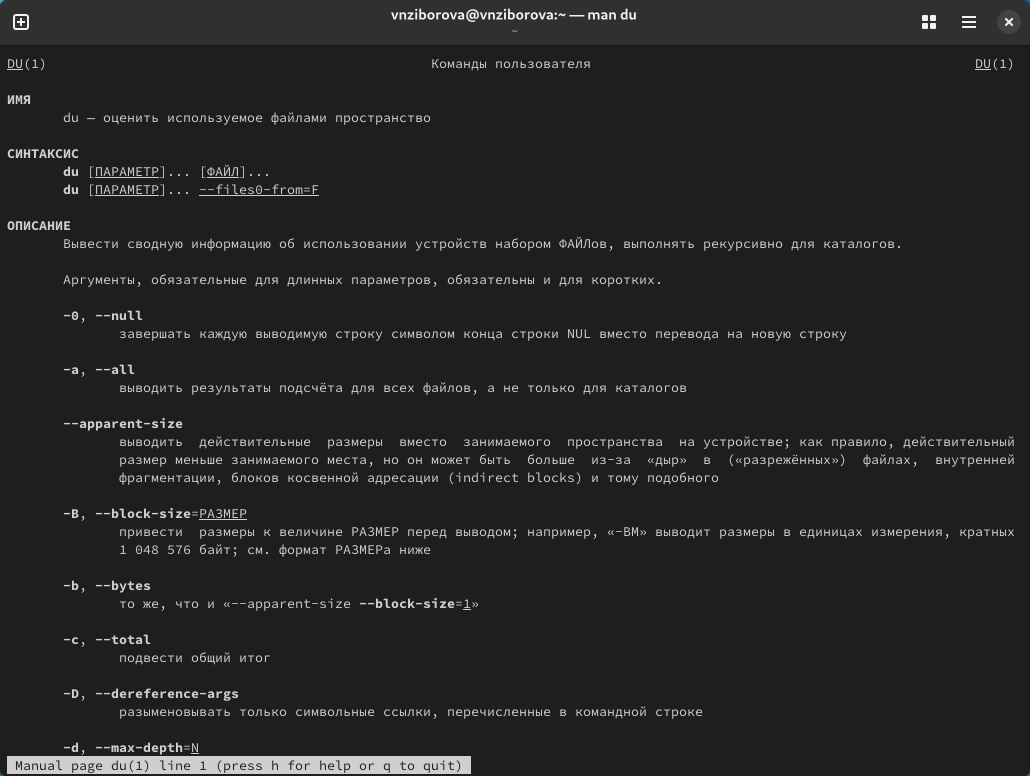 vnziborova@vnziborova:~ — man du
~
DU(1) Команды пользователя DU(1)
ИМЯ
du — оценить используемое файлами пространство
СИНТАКСИС
du [ПАРАМЕТР]... [ФАЙЛ]...
du [ПАРАМЕТР]... --files0-from=F
ОПИСАНИЕ
Вывести сводную информацию об использовании устройств набором ФАЙЛов, выполнять рекурсивно для каталогов.
Аргументы, обязательные для длинных параметров, обязательны и для коротких.
-0, --null
завершать каждую выводимую строку символом конца строки NUL вместо перевода на новую строку
-a, --all
выводить результаты подсчёта для всех файлов, а не только для каталогов
--apparent-size
выводить действительные размеры вместо занимаемого пространства на устройстве; как правило, действительный
размер меньше занимаемого места, но он может быть больше из-за «дыр» в («разрежённых») файлах, внутренней
фрагментации, блоков косвенной адресации (indirect blocks) и тому подобного
-B, --block-size=РАЗМЕР
привести размеры к величине РАЗМЕР перед выводом; например, «-BM» выводит размеры в единицах измерения, кратных
1 048 576 байт; см. формат РАЗМЕРа ниже
-b, --bytes
то же, что и «--apparent-size --block-size=1»
-c, --total
подвести общий итог
-D, --dereference-args
разыменовывать только символьные ссылки, перечисленные в командной строке
-d, --max-depth=N
Manual page du(1) line 1 (press h for help or q to quit)